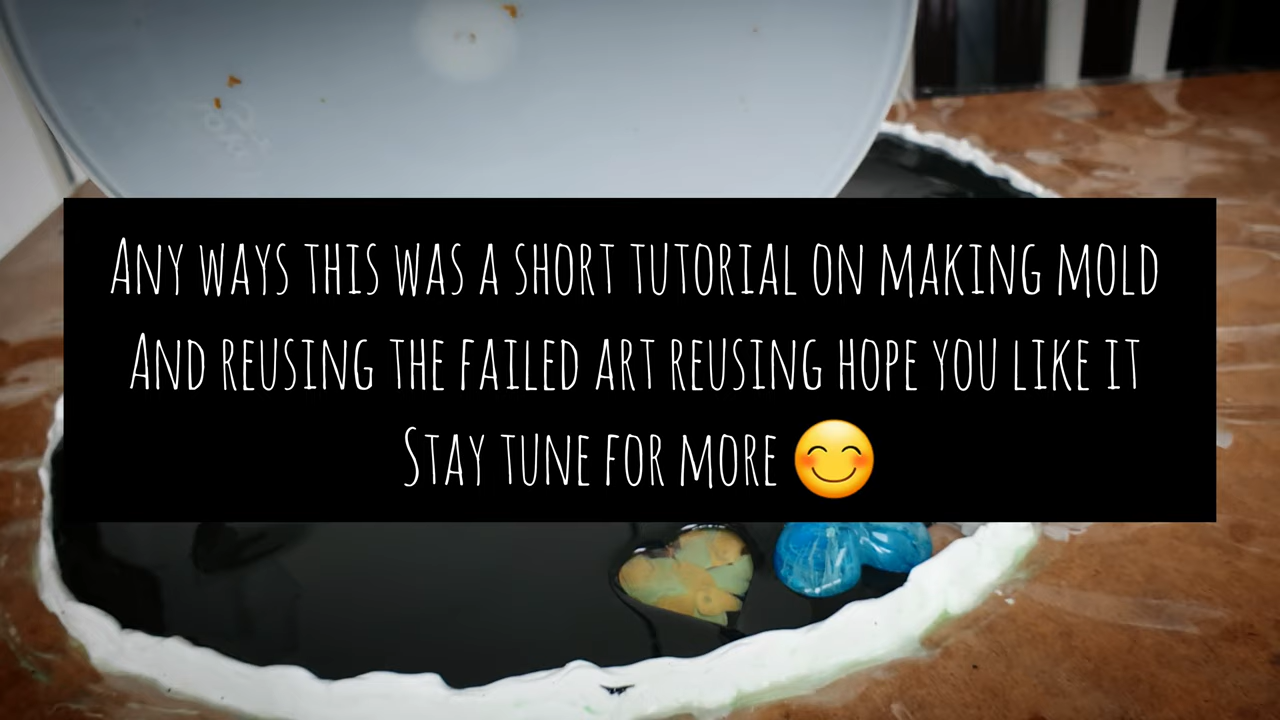 Any ways this was a short tutorial on making mold
And reusing the failed art reusing hope you like it
Stay tune for more 😊